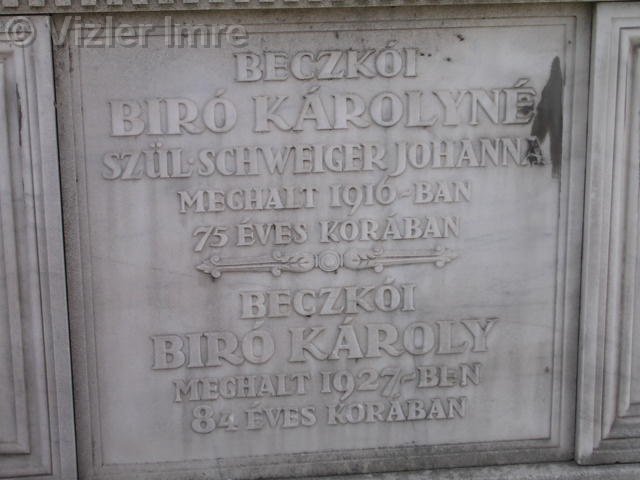 © Vizler Imre
BECZKÓI
BIRÓ KÁROLYNÉ
SZÜL·SCHWEIGER JOHANNA
MEGHALT 1916-BAN
75 ÉVES KORÁBAN
BECZKÓI
BIRÓ KÁROLY
MEGHALT 1927-BEN
84 ÉVES KORÁBAN